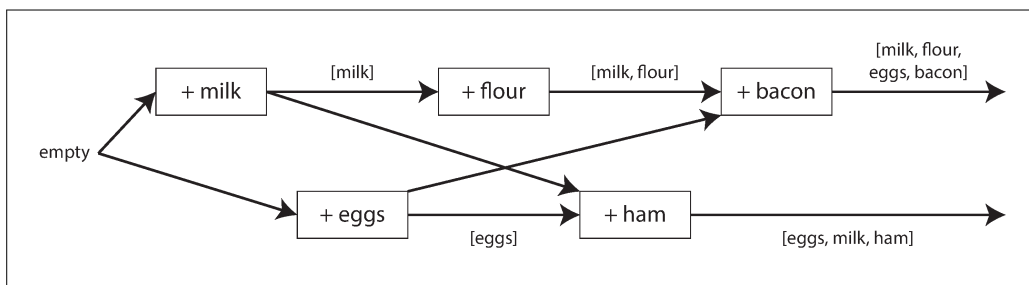 [milk, flour,
eggs, bacon]
[milk]
[milk, flour]
+ milk
+ flour
+ bacon
empty
+ eggs
+ ham
[eggs]
[eggs, milk, ham]